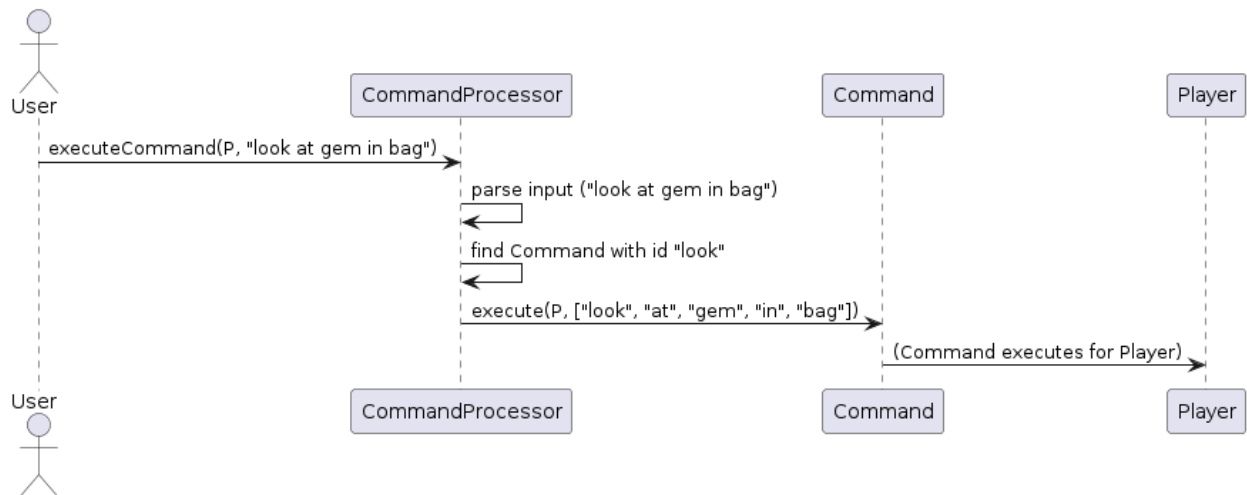 User
CommandProcessor
Command
Player
executeCommand(P, "look at gem in bag")
parse input ("look at gem in bag")
find Command with id "look"
execute(P, ["look", "at", "gem", "in", "bag"])
(Command executes for Player)
User
CommandProcessor
Command
Player